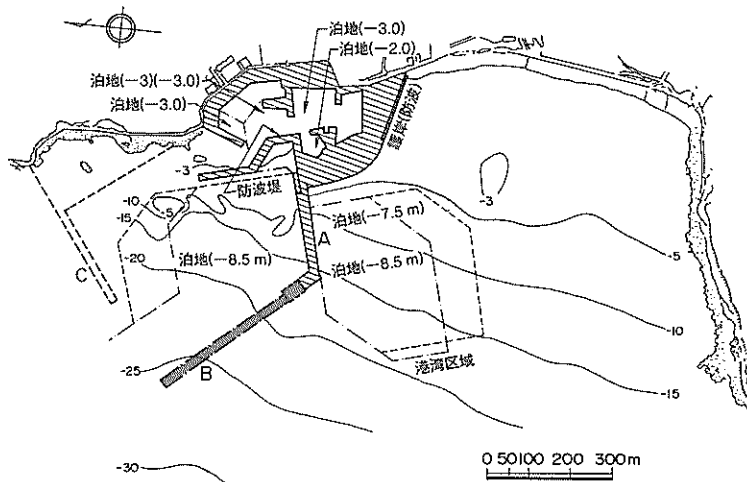 泊地(−3.0)
泊地(−2.0)
泊地(−3)(−3.0)
泊地(−3.0)
護岸(防波)
-3
防波堤
-3
-10
-5
-15
A
泊地(−7.5 m)
-5
-20
泊地(−8.5 m)
泊地(−8.5 m)
C
-10
港湾区域
-25
B
-15
-30
0 50 100 200 300m